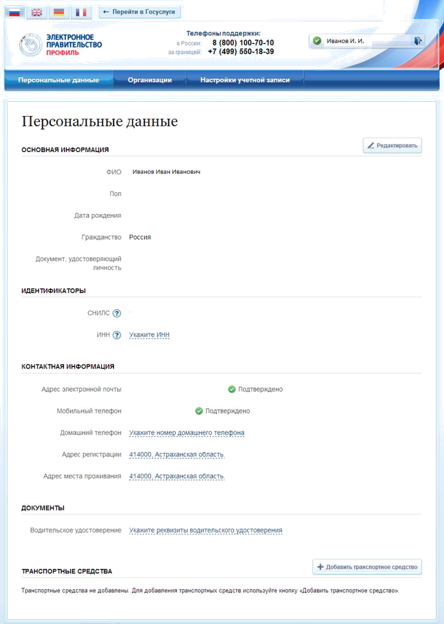 ← Перейти в Госуслуги
ЭЛЕКТРОННОЕ
ПРАВИТЕЛЬСТВО
ПРОФИЛЬ
Телефоны поддержки:
в России: 8 (800) 100-70-10
за границей: +7 (499) 550-18-39
Иванов И. И.
Персональные данные Организации Настройки учетной записи
Персональные данные
ОСНОВНАЯ ИНФОРМАЦИЯ
Редактировать
ФИО Иванов Иван Иванович
Пол
Дата рождения
Гражданство Россия
Документ, удостоверяющий
личность
ИДЕНТИФИКАТОРЫ
СНИЛС ?
ИНН ? Укажите ИНН
КОНТАКТНАЯ ИНФОРМАЦИЯ
Адрес электронной почты Подтверждено
Мобильный телефон Подтверждено
Домашний телефон Укажите номер домашнего телефона
Адрес регистрации 414000, Астраханская область,
Адрес места проживания 414000, Астраханская область,
ДОКУМЕНТЫ
Водительское удостоверение Укажите реквизиты водительского удостоверения
ТРАНСПОРТНЫЕ СРЕДСТВА
+ Добавить транспортное средство
Транспортные средства не добавлены. Для добавления транспортных средств используйте кнопку «Добавить транспортное средство».